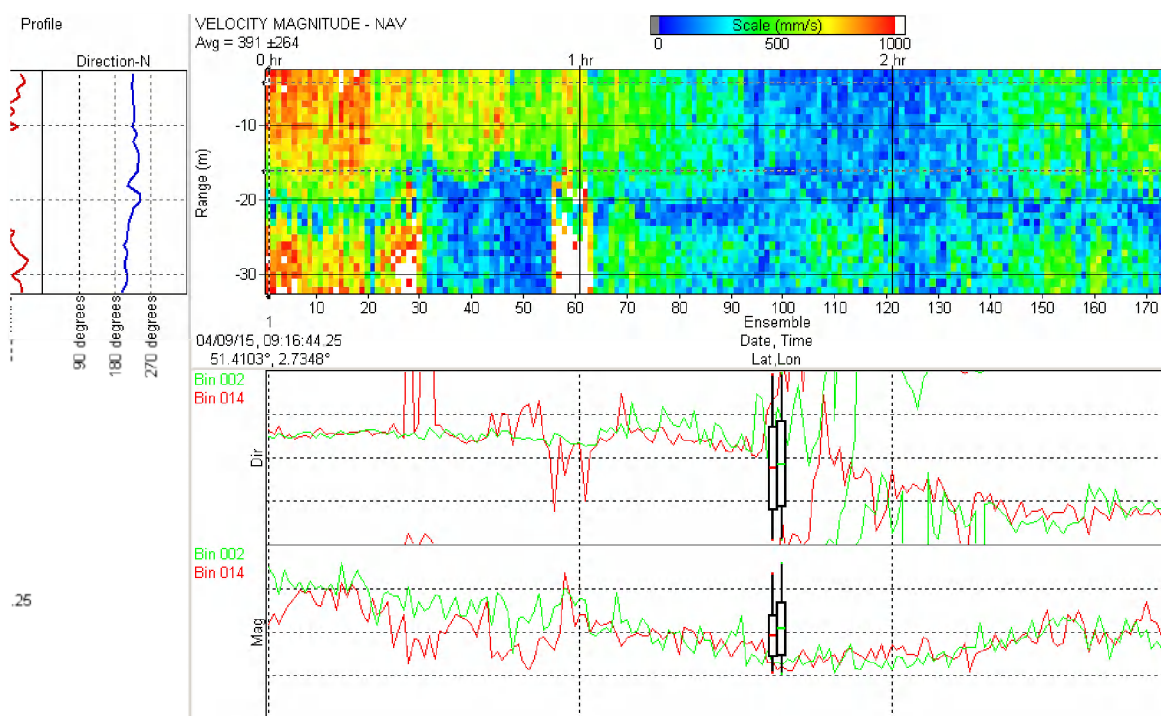 Profile
Direction-N
90 degrees
180 degrees
270 degrees
.25
VELOCITY MAGNITUDE - NAV
Avg = 391 ±264
Scale (mm/s)
0 500 1000
0 hr 1 hr 2 hr
Range (m)
-10
-20
-30
10 20 30 40 50 60 70 80 90 100 110 120 130 140 150 160 170
1
Ensemble
04/09/15, 09:16:44.25
Date, Time
51.4103°, 2.7348°
Lat,Lon
Bin 002
Bin 014
Dir
Bin 002
Bin 014
Mag